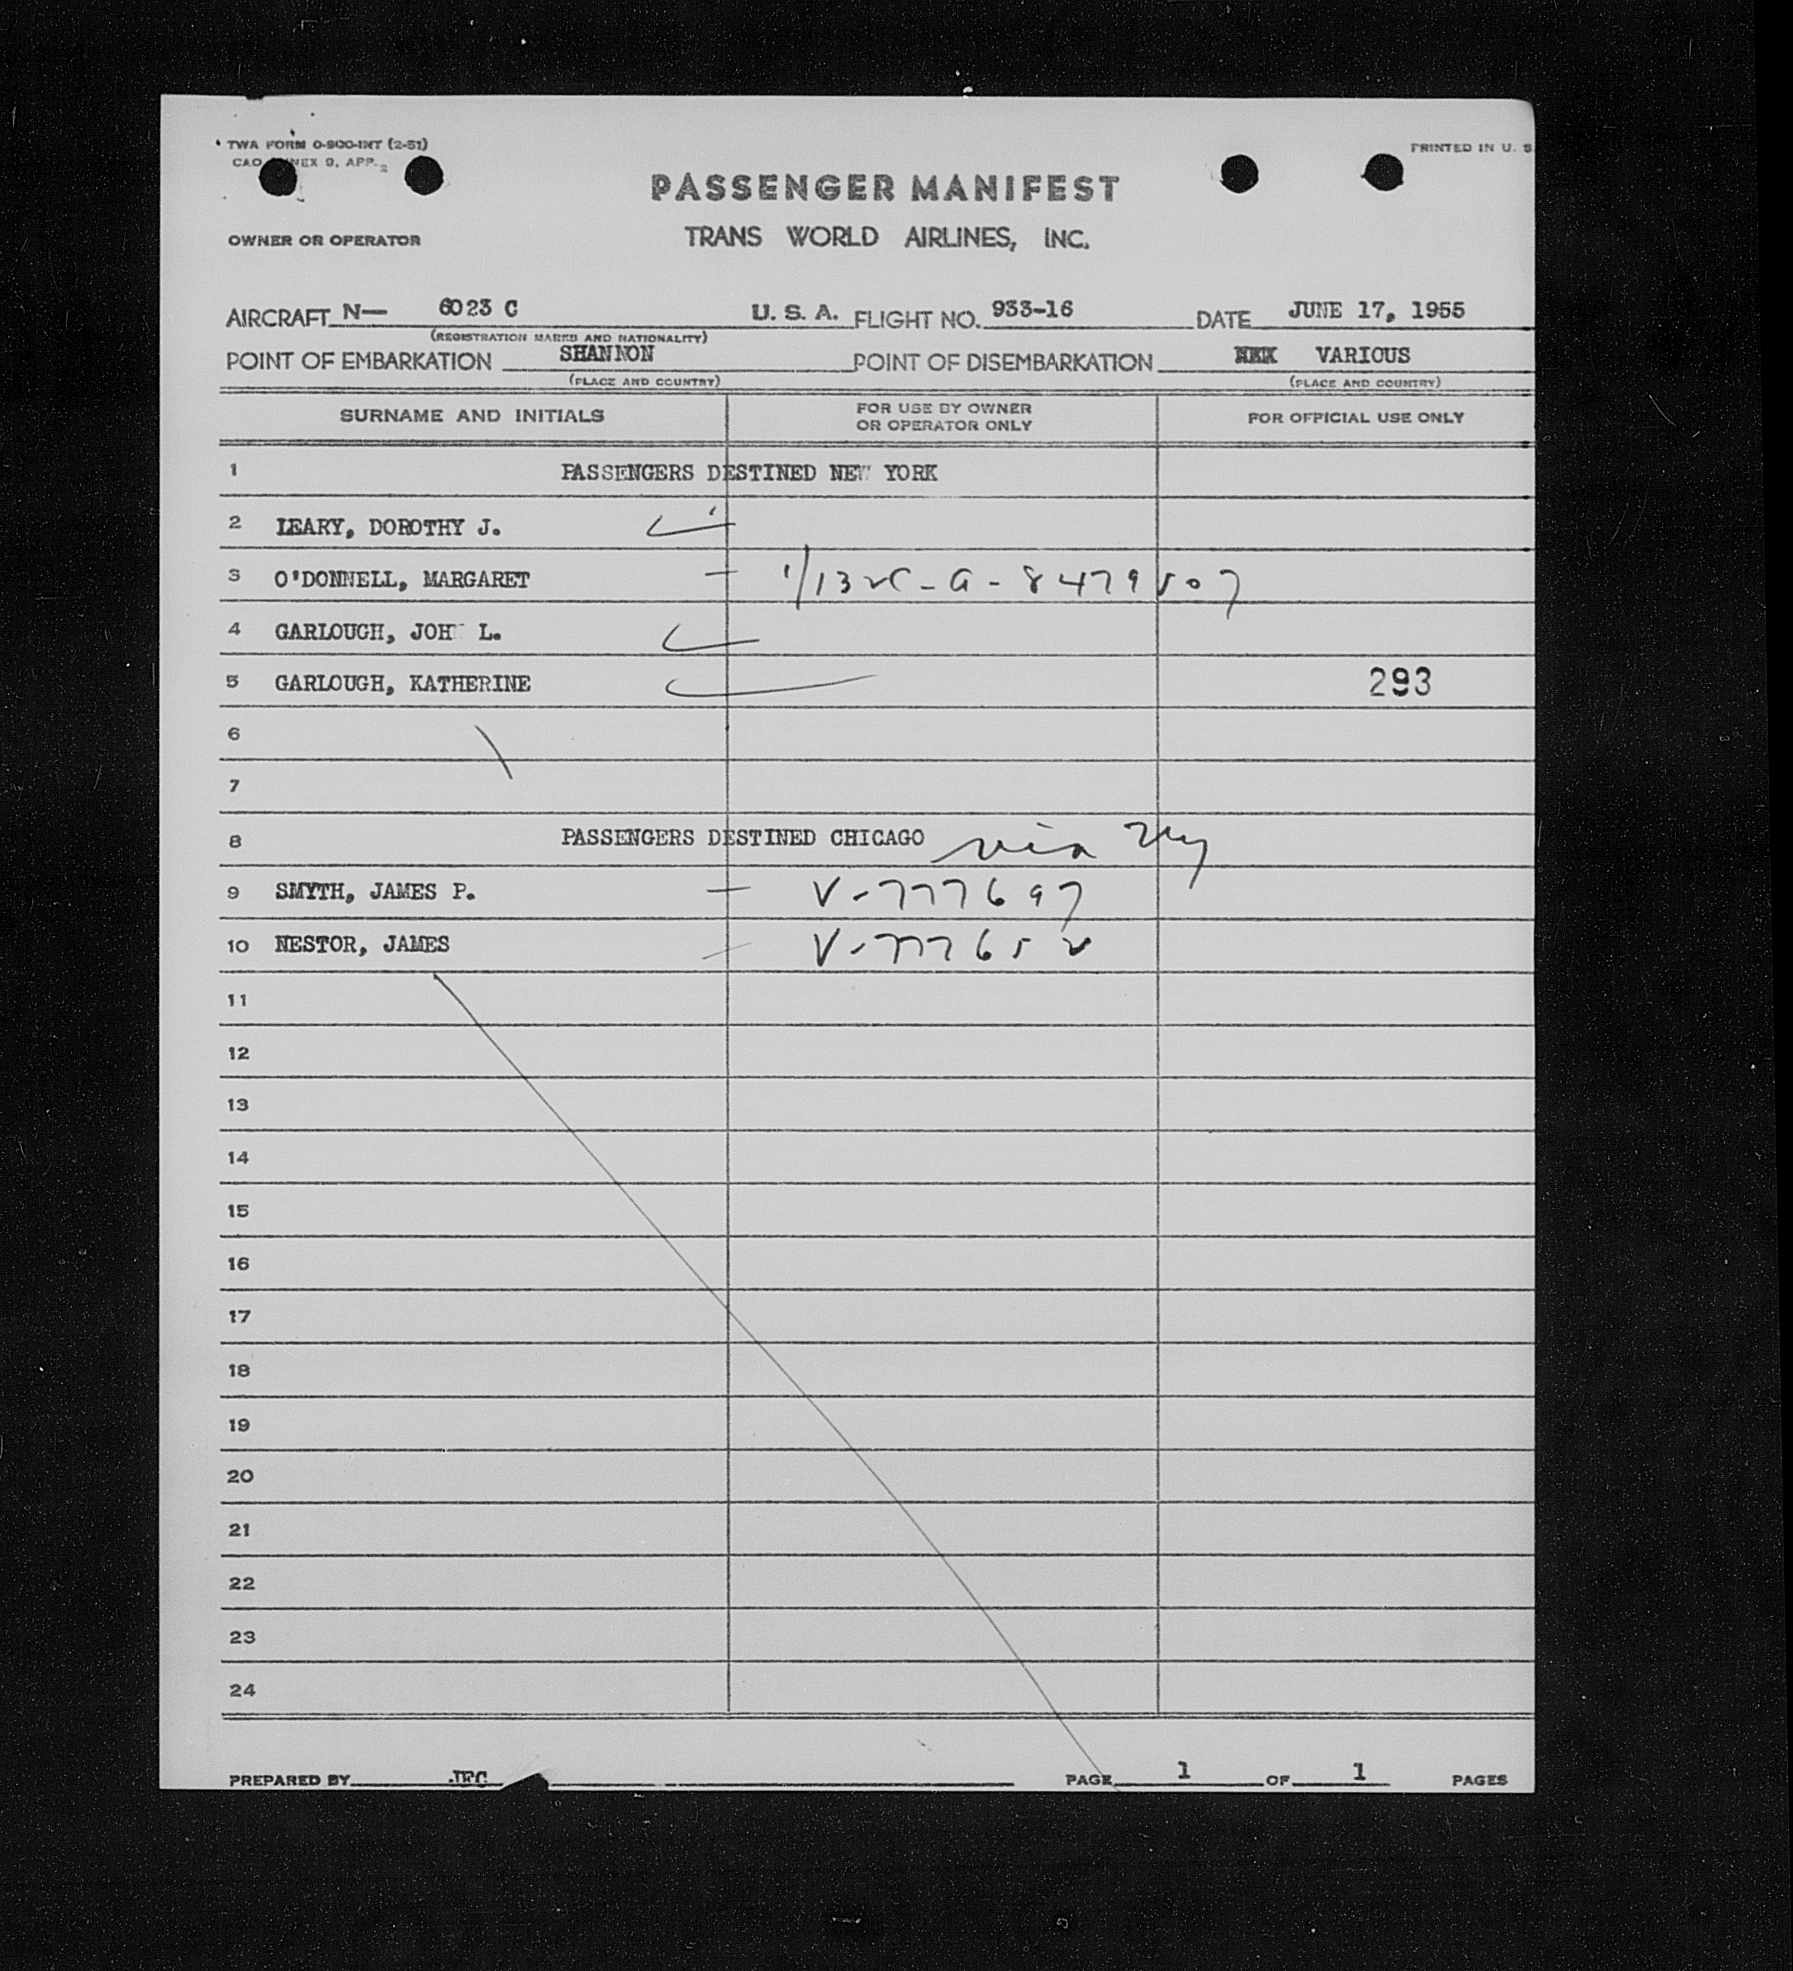 TWA FORM O-900-INT (2-51)
PRINTED IN U. S.
PASSENGER MANIFEST
OWNER OR OPERATOR TRANS WORLD AIRLINES, INC.
AIRCRAFT N— 6023 C U. S. A. FLIGHT NO. 933-16 DATE JUNE 17, 1955
(REGISTRATION MARKS AND NATIONALITY)
POINT OF EMBARKATION SHANNON POINT OF DISEMBARKATION VARIOUS
(PLACE AND COUNTRY) (PLACE AND COUNTRY)
SURNAME AND INITIALS FOR USE BY OWNER OR OPERATOR ONLY FOR OFFICIAL USE ONLY
1 PASSENGERS DESTINED NEW YORK
2 LEARY, DOROTHY J.
3 O'DONNELL, MARGARET
4 GARLOUGH, JOH L.
5 GARLOUGH, KATHERINE 293
6
7
8 PASSENGERS DESTINED CHICAGO via Ny
9 SMYTH, JAMES P. V-777697
10 NESTOR, JAMES V-777652
11
12
13
14
15
16
17
18
19
20
21
22
23
24
PREPARED BY JFC PAGE 1 OF 1 PAGES